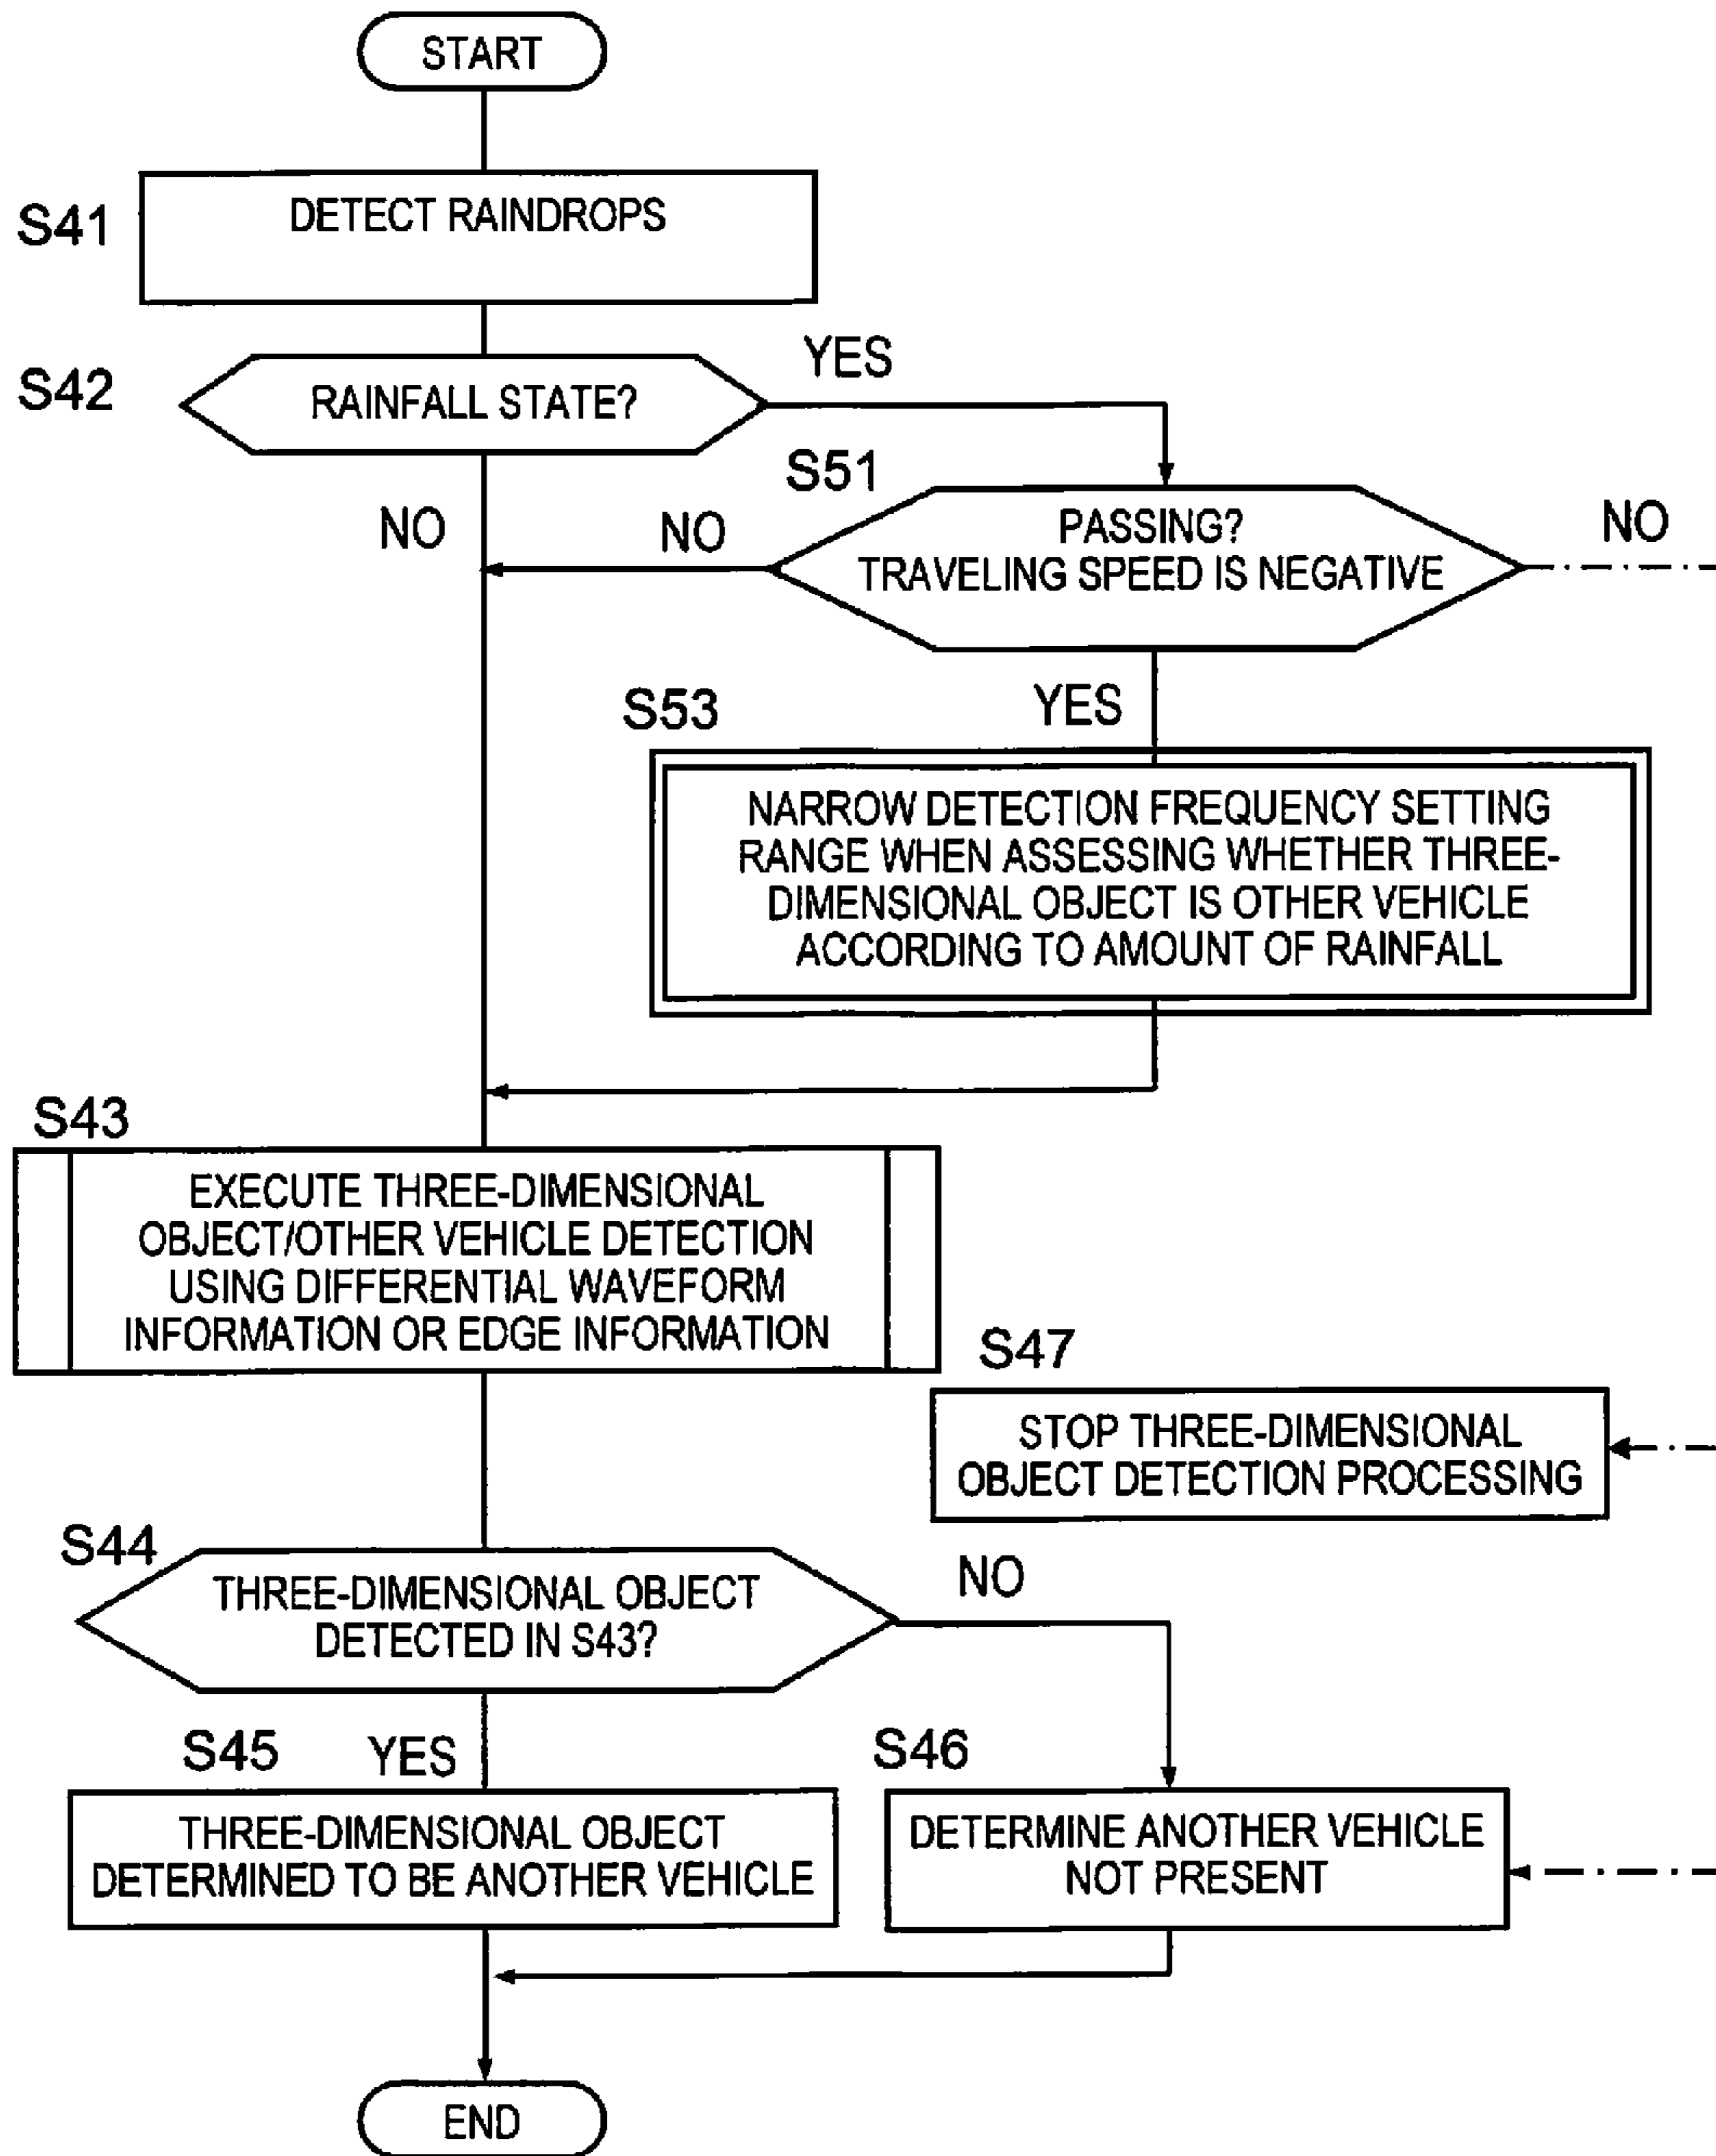 START
S41
DETECT RAINDROPS
S42
RAINFALL STATE?
YES
NO
S51
NO
PASSING?
TRAVELING SPEED IS NEGATIVE
NO
YES
S53
NARROW DETECTION FREQUENCY SETTING
RANGE WHEN ASSESSING WHETHER THREE-
DIMENSIONAL OBJECT IS OTHER VEHICLE
ACCORDING TO AMOUNT OF RAINFALL
S43
EXECUTE THREE-DIMENSIONAL
OBJECT/OTHER VEHICLE DETECTION
USING DIFFERENTIAL WAVEFORM
INFORMATION OR EDGE INFORMATION
S47
STOP THREE-DIMENSIONAL
OBJECT DETECTION PROCESSING
S44
THREE-DIMENSIONAL OBJECT
DETECTED IN S43?
NO
YES
S45
THREE-DIMENSIONAL OBJECT
DETERMINED TO BE ANOTHER VEHICLE
S46
DETERMINE ANOTHER VEHICLE
NOT PRESENT
END